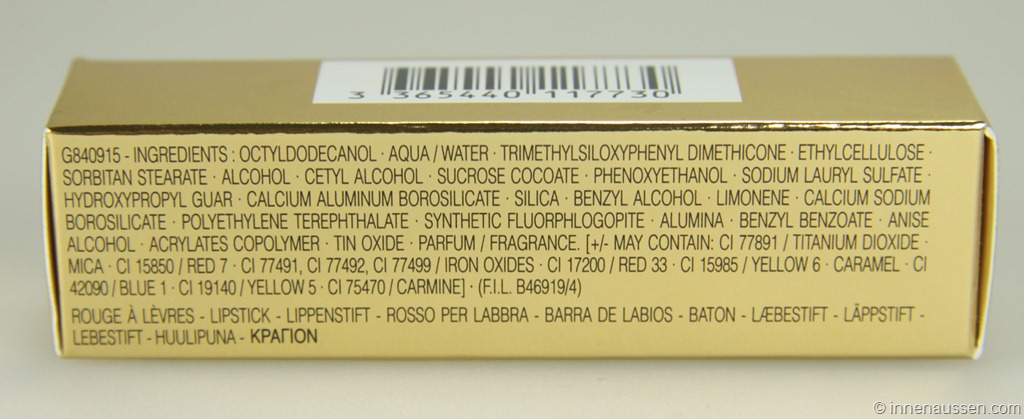 3 365440 117730
G840915 - INGREDIENTS : OCTYLDODECANOL · AQUA / WATER · TRIMETHYLSILOXYPHENYL DIMETHICONE · ETHYLCELLULOSE ·
SORBITAN STEARATE · ALCOHOL · CETYL ALCOHOL · SUCROSE COCOATE · PHENOXYETHANOL · SODIUM LAURYL SULFATE ·
HYDROXYPROPYL GUAR · CALCIUM ALUMINUM BOROSILICATE · SILICA · BENZYL ALCOHOL · LIMONENE · CALCIUM SODIUM
BOROSILICATE · POLYETHYLENE TEREPHTHALATE · SYNTHETIC FLUORPHLOGOPITE · ALUMINA · BENZYL BENZOATE · ANISE
ALCOHOL · ACRYLATES COPOLYMER · TIN OXIDE · PARFUM / FRAGRANCE. [+/- MAY CONTAIN: CI 77891 / TITANIUM DIOXIDE ·
MICA · CI 15850 / RED 7 · CI 77491, CI 77492, CI 77499 / IRON OXIDES · CI 17200 / RED 33 · CI 15985 / YELLOW 6 · CARAMEL · CI
42090 / BLUE 1 · CI 19140 / YELLOW 5 · CI 75470 / CARMINE] · (F.I.L. B46919/4)
ROUGE À LÈVRES - LIPSTICK - LIPPENSTIFT - ROSSO PER LABBRA - BARRA DE LABIOS - BATON - LÆBESTIFT - LÄPPSTIFT -
LEBESTIFT - HUULIPUNA - ΚΡΑΓΙΟΝ
© innenaussen.com